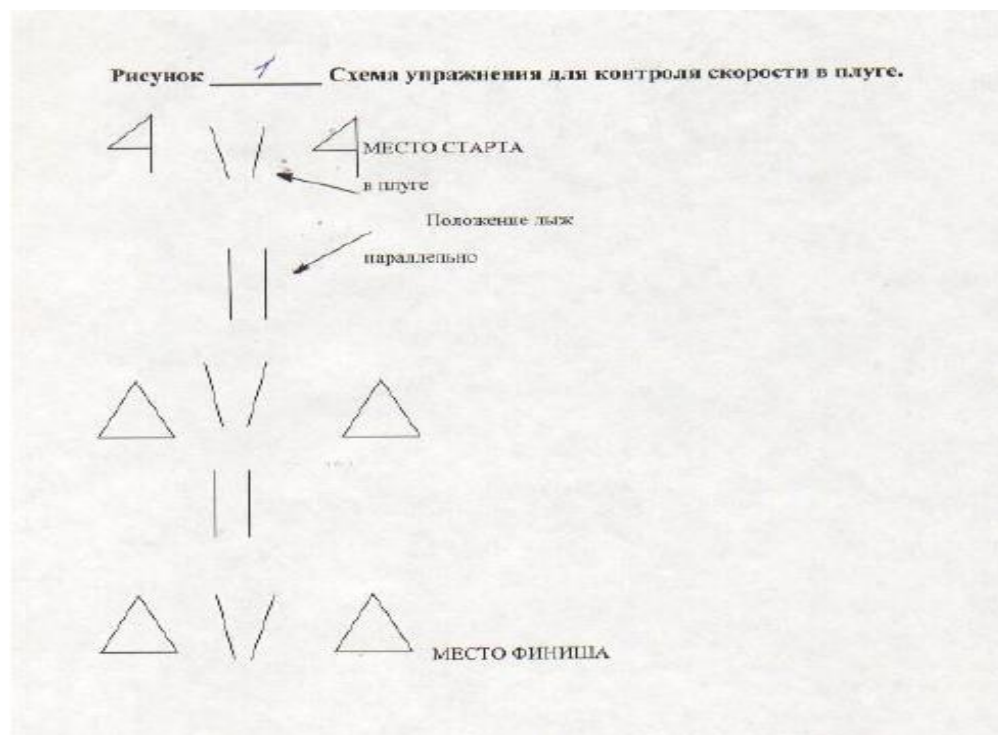 Рисунок 1 Схема упражнения для контроля скорости в плуге.
МЕСТО СТАРТА
в плуге
Положение лыж
параллельно
МЕСТО ФИНИША